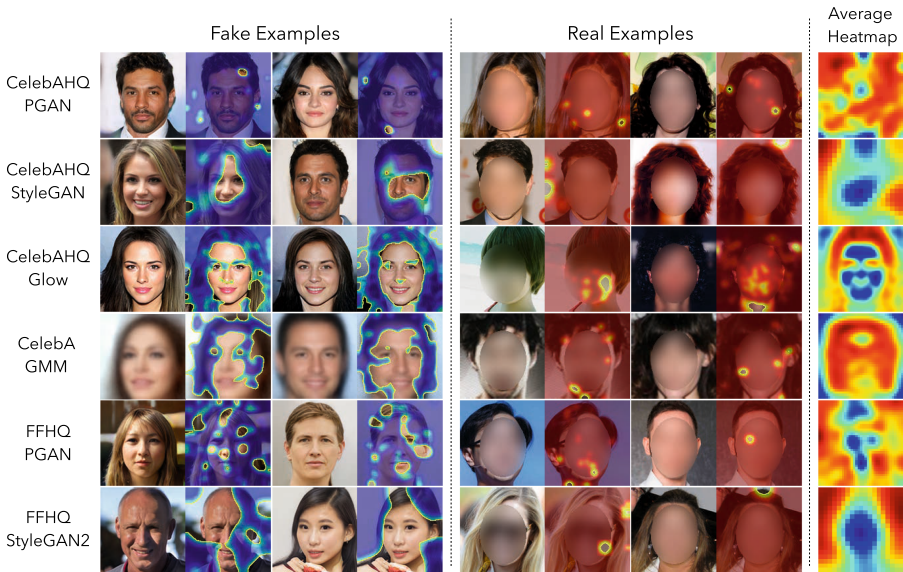 Fake Examples
Real Examples
Average
Heatmap
CelebAHQ
PGAN
CelebAHQ
StyleGAN
CelebAHQ
Glow
CelebA
GMM
FFHQ
PGAN
FFHQ
StyleGAN2